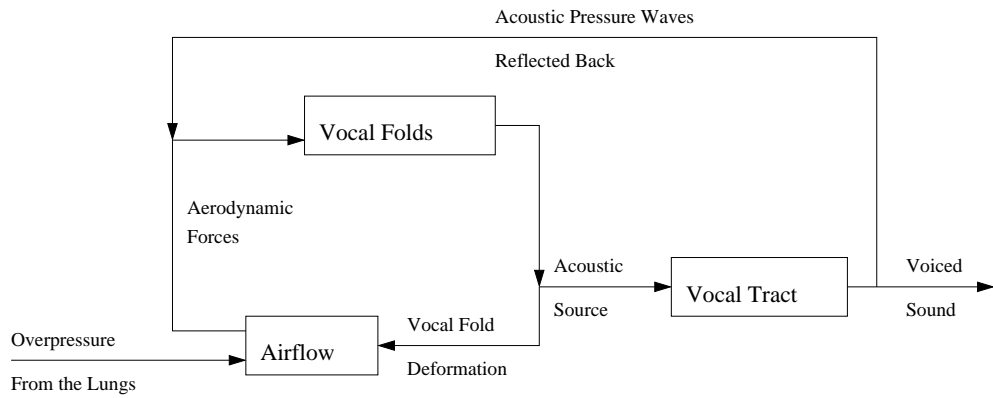 Acoustic Pressure Waves
Reflected Back
Vocal Folds
Aerodynamic
Forces
Acoustic
Source
Vocal Tract
Voiced
Sound
Vocal Fold
Deformation
Airflow
Overpressure
From the Lungs